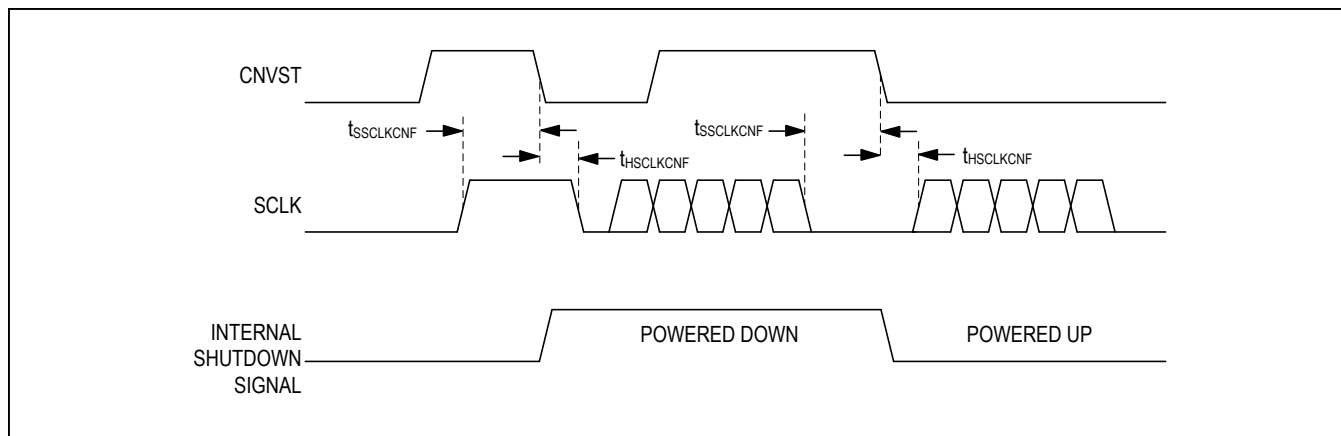 CNVST
tSSCLKCNF
tSSCLKCNF
tHSCLKCNF
tHSCLKCNF
SCLK
INTERNAL
SHUTDOWN
SIGNAL
POWERED DOWN
POWERED UP